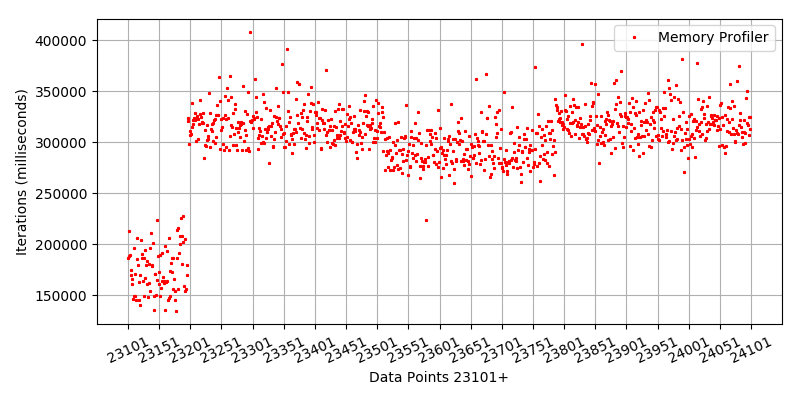 Memory Profiler
Iterations (milliseconds)
400000
350000
300000
250000
200000
150000
23101 23151 23201 23251 23301 23351 23401 23451 23501 23551 23601 23651 23701 23751 23801 23851 23901 23951 24001 24051 24101
Data Points 23101+